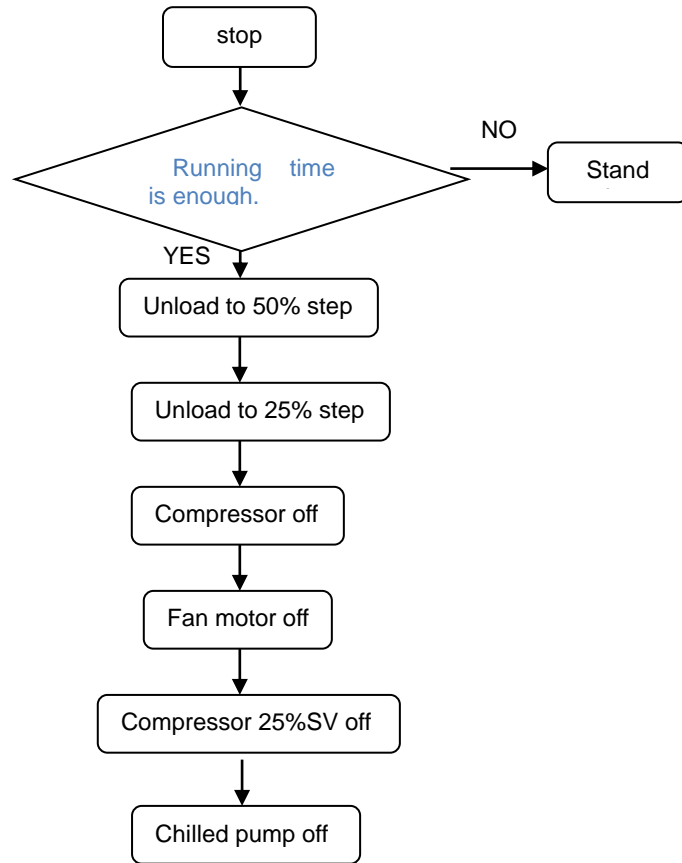 stop
NO
Running time
is enough.
Stand
YES
Unload to 50% step
Unload to 25% step
Compressor off
Fan motor off
Compressor 25%SV off
Chilled pump off